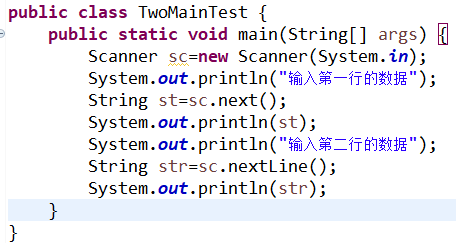 public class TwoMainTest {
    public static void main(String[] args) {
        Scanner sc=new Scanner(System.in);
        System.out.println("输入第一行的数据");
        String st=sc.next();
        System.out.println(st);
        System.out.println("输入第二行的数据");
        String str=sc.nextLine();
        System.out.println(str);
    }
}